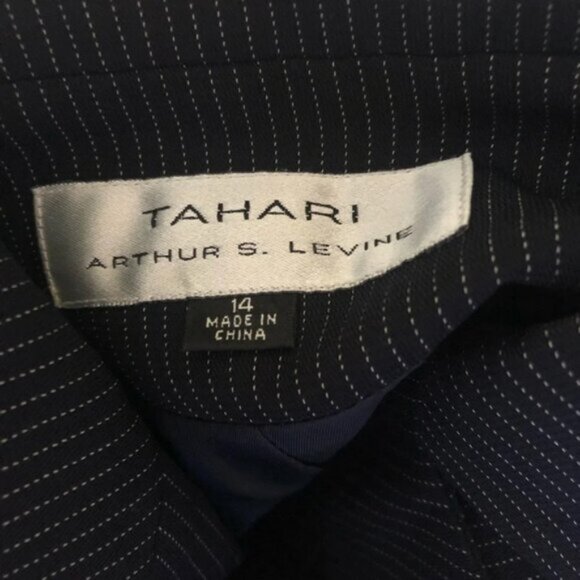 TAHARI
ARTHUR S. LEVINE
14
MADE IN
CHINA